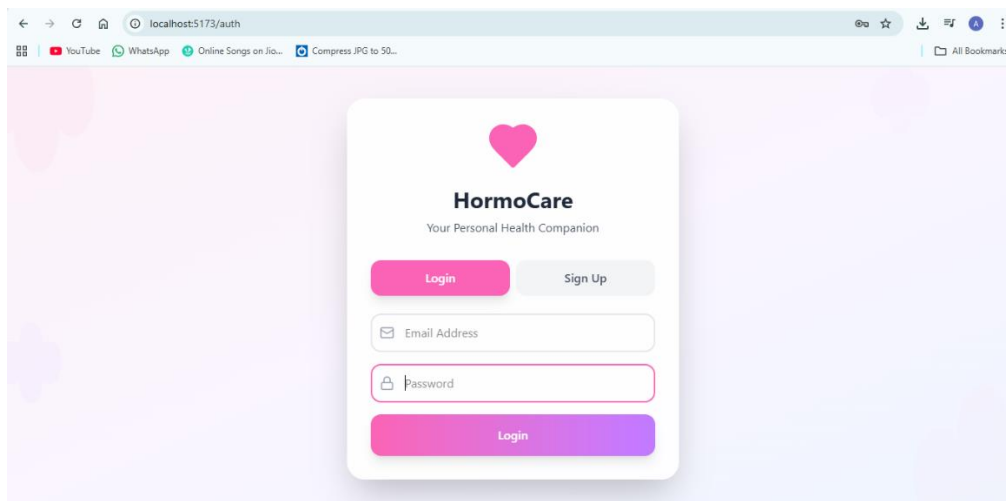 localhost:5173/auth
A
YouTube WhatsApp Online Songs on Jio... Compress JPG to 50... All Bookmarks
HormoCare
Your Personal Health Companion
Login Sign Up
Email Address
Password
Login